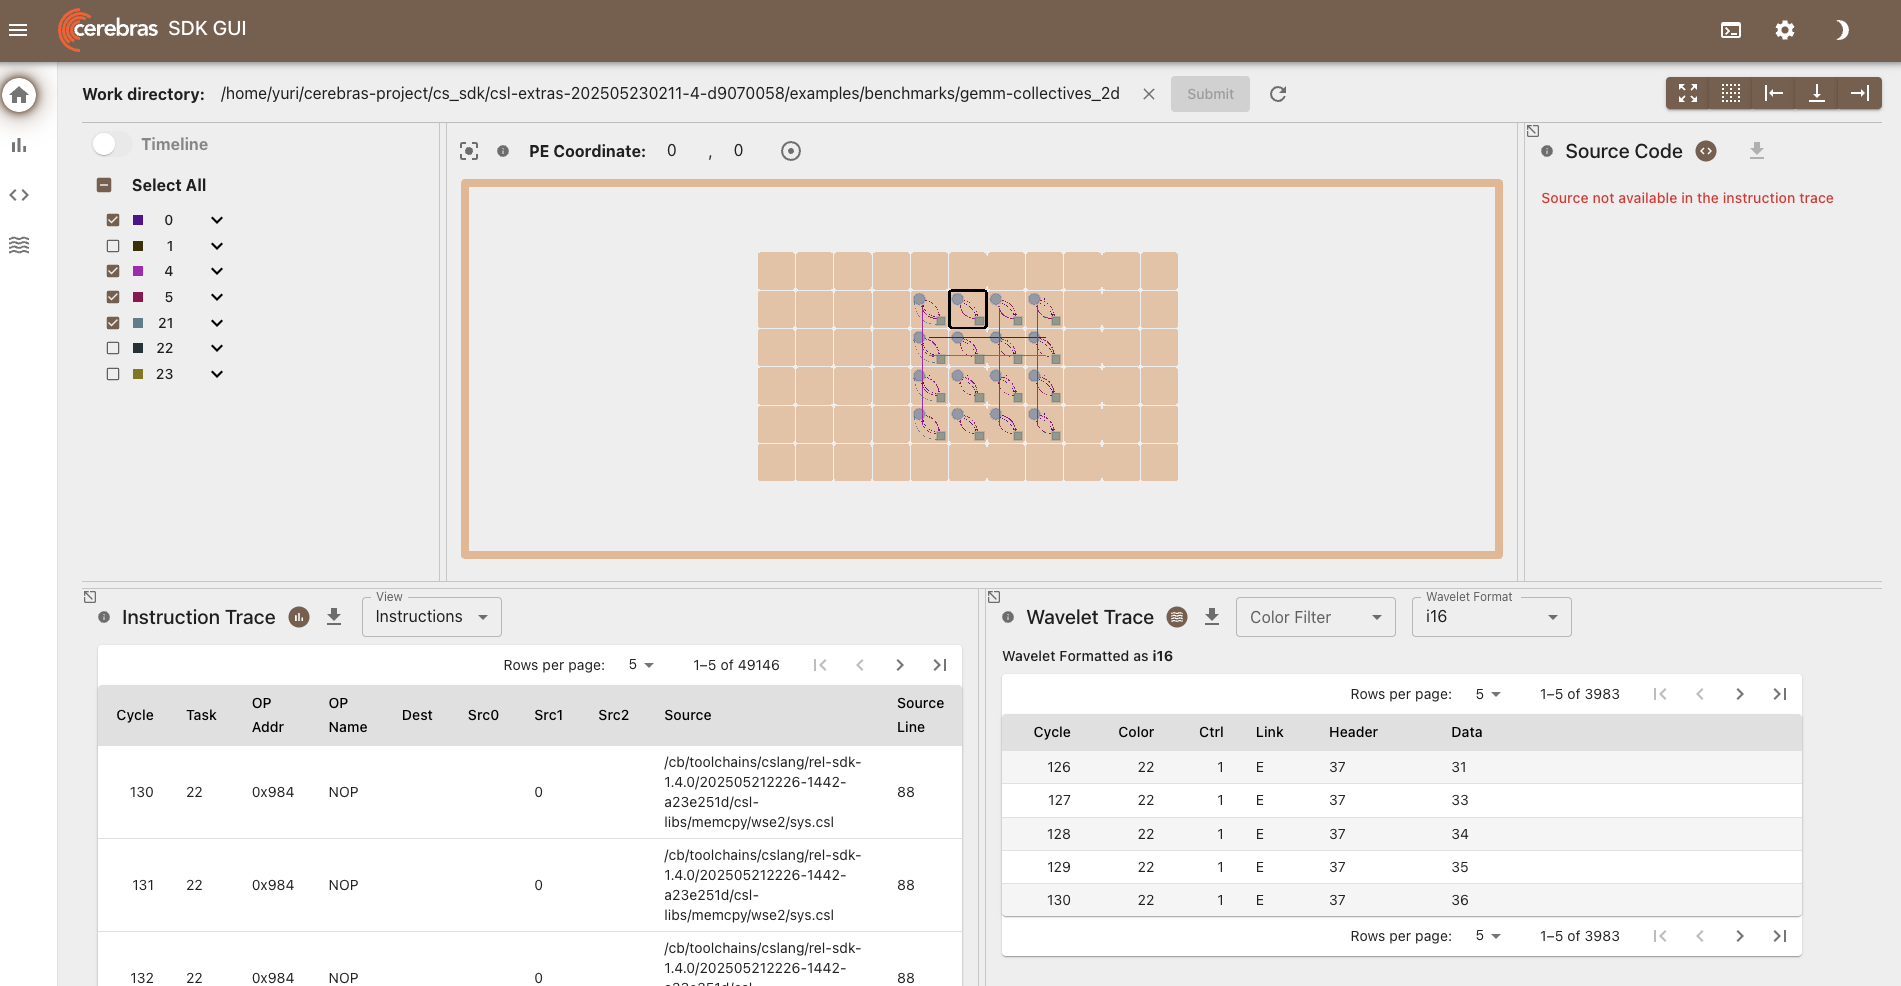 cerebras SDK GUI
Work directory: /home/yuri/cerebras-project/cs_sdk/csl-extras-202505230211-4-d9070058/examples/benchmarks/gemm-collectives_2d Submit
Timeline
Select All
0
1
4
5
21
22
23
PE Coordinate: 0 , 0
Source Code
Source not available in the instruction trace
Instruction Trace
View
Instructions
Rows per page: 5 1–5 of 49146
Cycle Task OP Addr OP Name Dest Src0 Src1 Src2 Source Source Line
130 22 0x984 NOP 0 /cb/toolchains/cslang/rel-sdk-
1.4.0/202505212226-1442-
a23e251d/csl-
libs/memcpy/wse2/sys.csl 88
131 22 0x984 NOP 0 /cb/toolchains/cslang/rel-sdk-
1.4.0/202505212226-1442-
a23e251d/csl-
libs/memcpy/wse2/sys.csl 88
132 22 0x984 NOP 0 /cb/toolchains/cslang/rel-sdk-
1.4.0/202505212226-1442-
88
Wavelet Trace
Color Filter
Wavelet Format
i16
Wavelet Formatted as i16
Rows per page: 5 1–5 of 3983
Cycle Color Ctrl Link Header Data
126 22 1 E 37 31
127 22 1 E 37 33
128 22 1 E 37 34
129 22 1 E 37 35
130 22 1 E 37 36
Rows per page: 5 1–5 of 3983